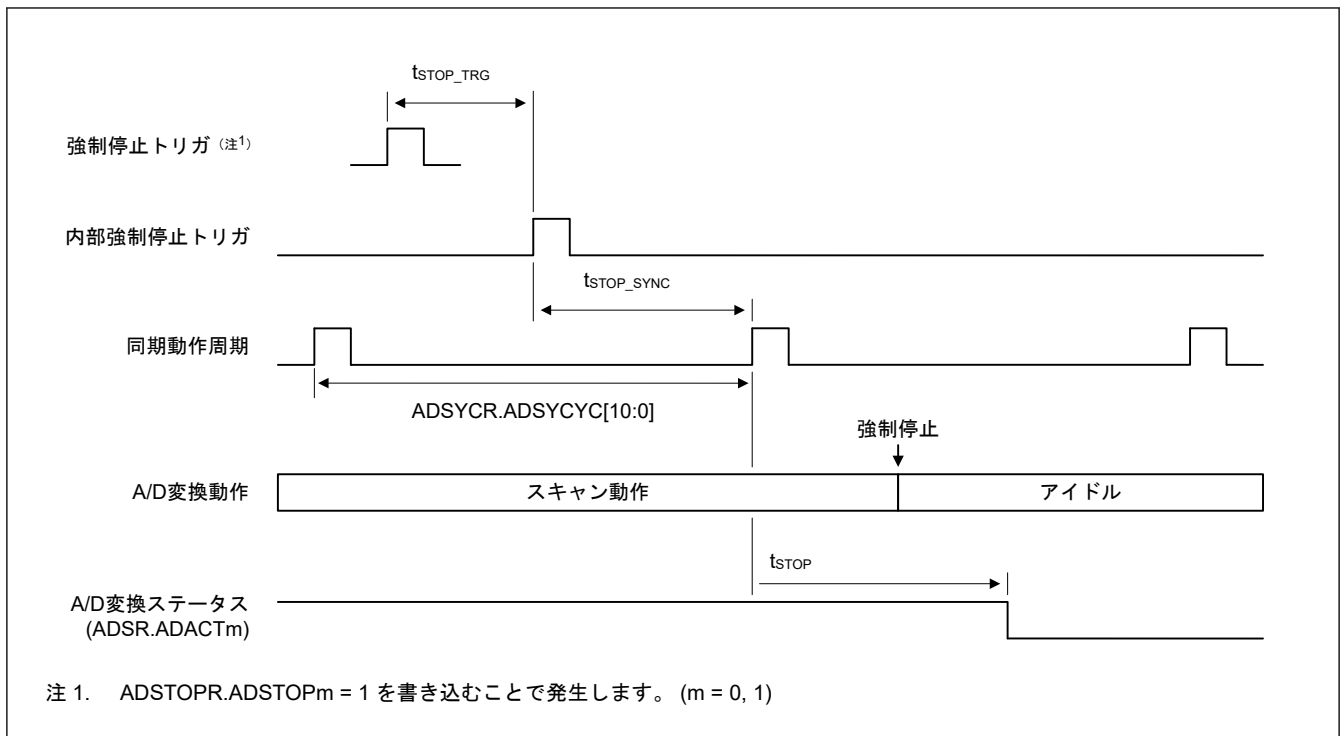 tSTOP_TRG
強制停止トリガ（注1）
内部強制停止トリガ
tSTOP_SYNC
同期動作周期
ADSYCR.ADSYCYC[10:0]
強制停止
A/D変換動作
スキャン動作
アイドル
tSTOP
A/D変換ステータス
(ADSR.ADACTm)
注 1. ADSTOPR.ADSTOPm = 1 を書き込むことで発生します。 (m = 0, 1)